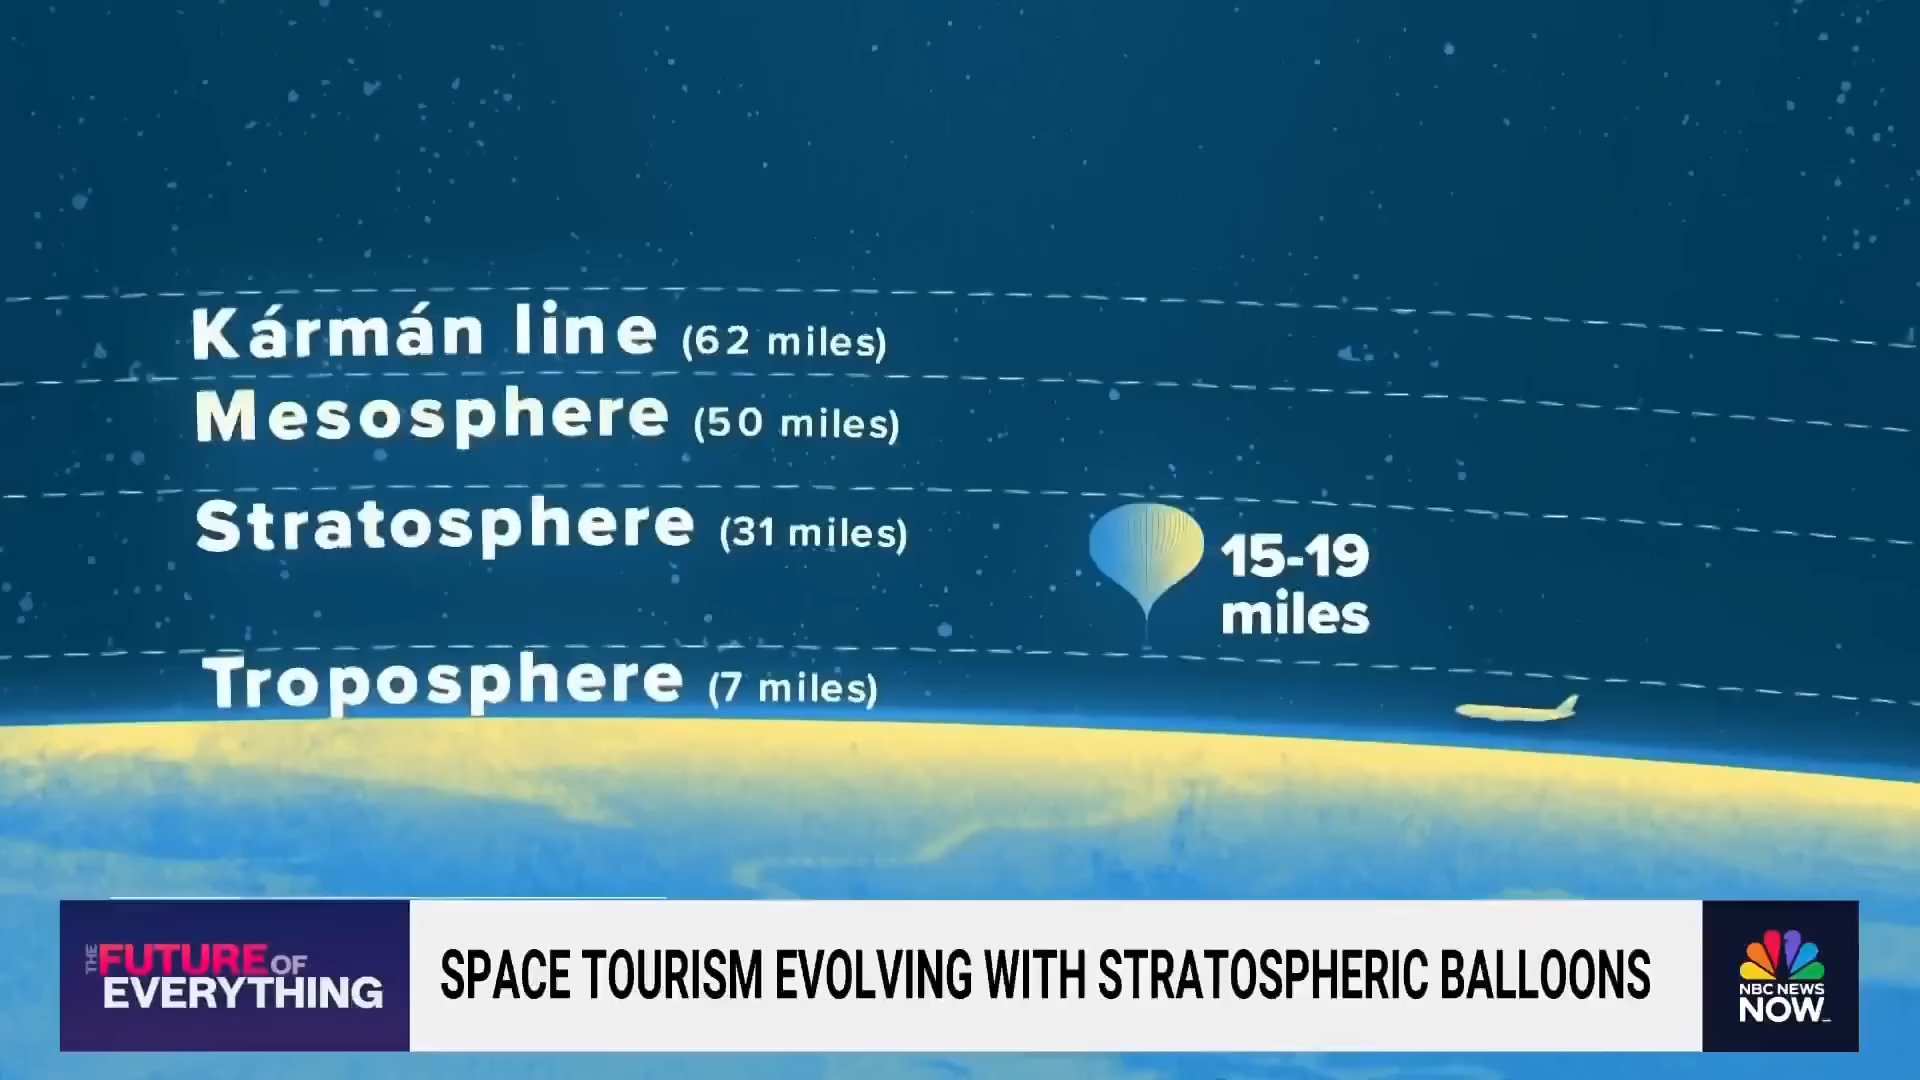 Kármán line (62 miles)
Mesosphere (50 miles)
Stratosphere (31 miles)
15-19
miles
Troposphere (7 miles)
THE FUTURE OF
EVERYTHING
SPACE TOURISM EVOLVING WITH STRATOSPHERIC BALLOONS
NBC NEWS
NOW